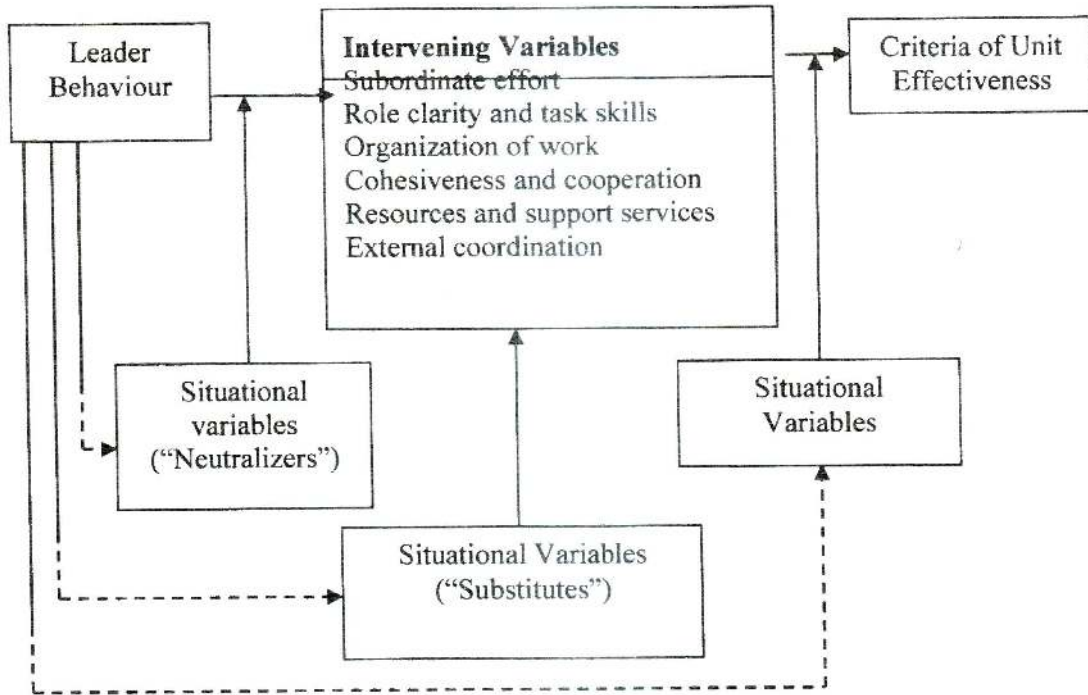 Leader
Behaviour
Intervening Variables
Subordinate effort
Role clarity and task skills
Organization of work
Cohesiveness and cooperation
Resources and support services
External coordination
Criteria of Unit
Effectiveness
Situational
variables
(“Neutralizers”)
Situational
Variables
Situational Variables
(“Substitutes”)